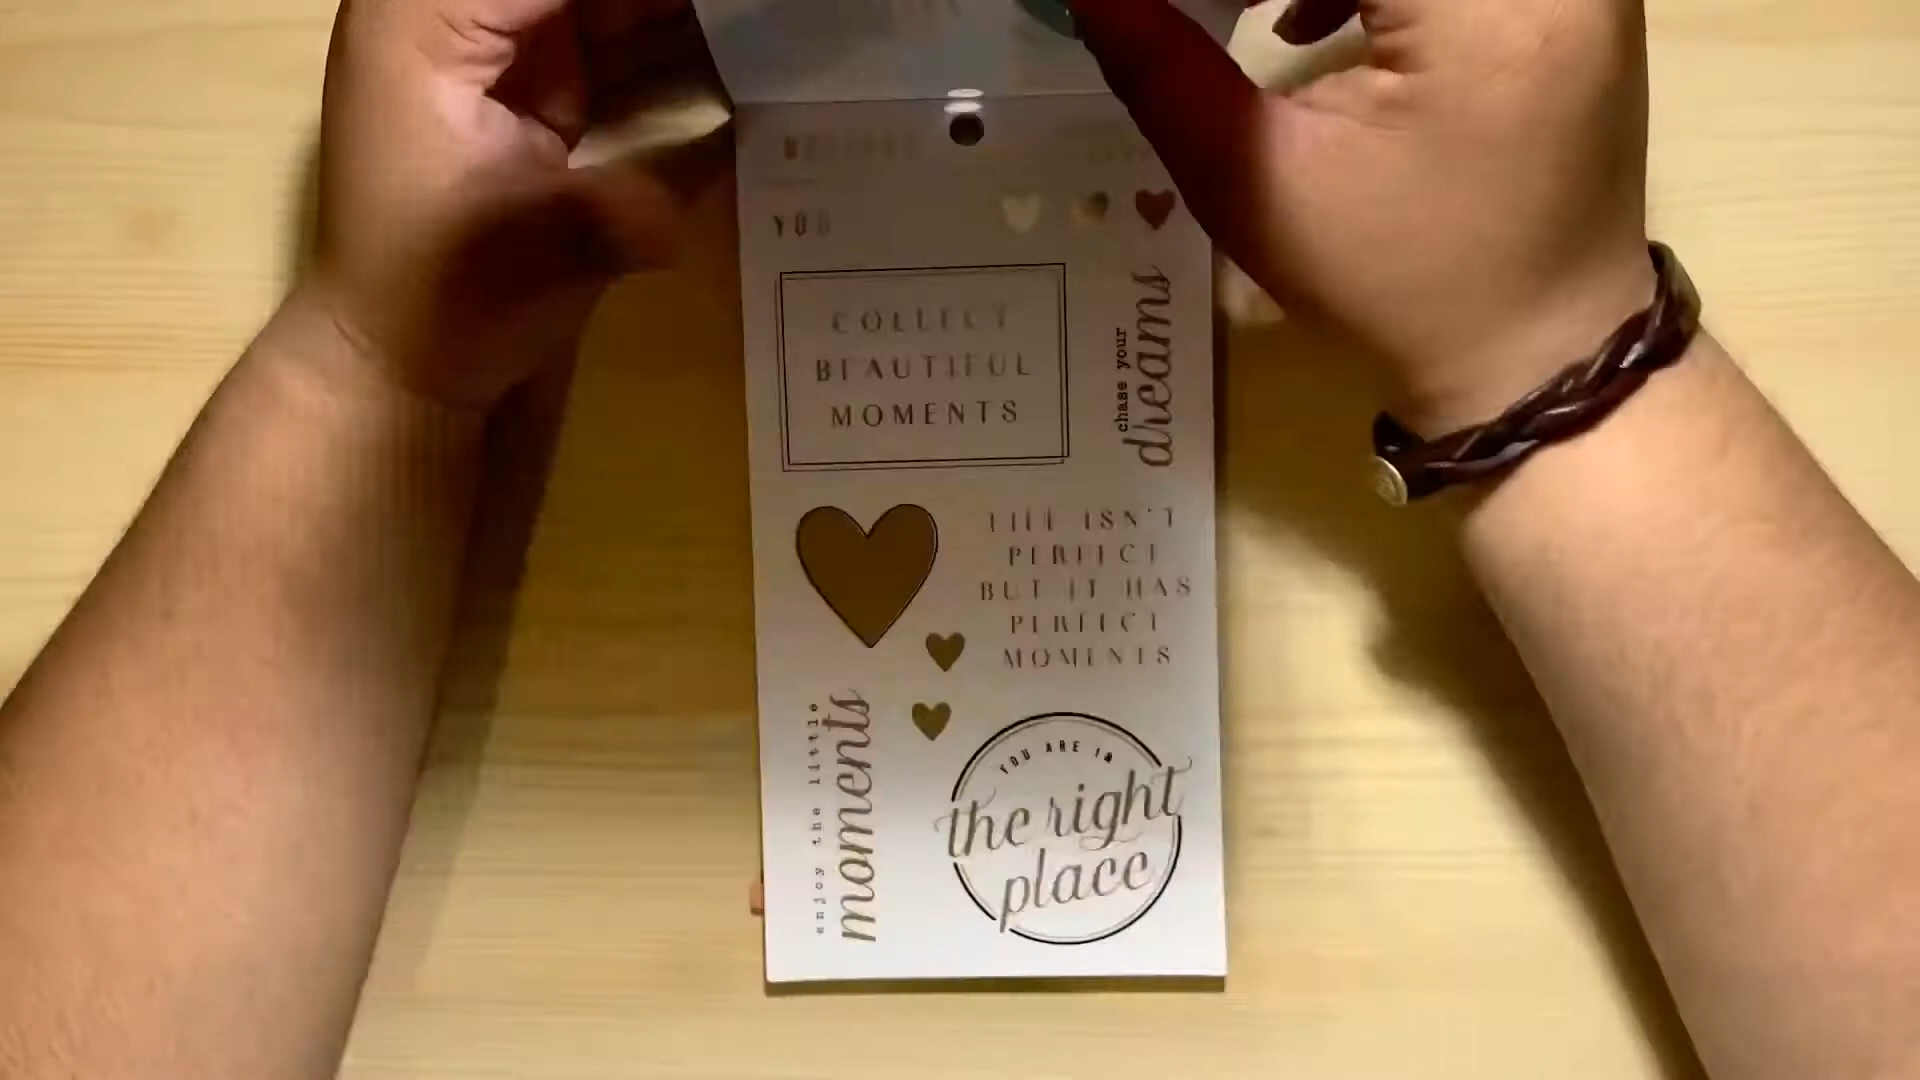 YOU
COLLECT
BEAUTIFUL
MOMENTS
chase your
dreams
LIFE ISN'T
PERFECT
BUT IT HAS
PERFECT
MOMENTS
enjoy the little
moments
YOU ARE IN
the right
place